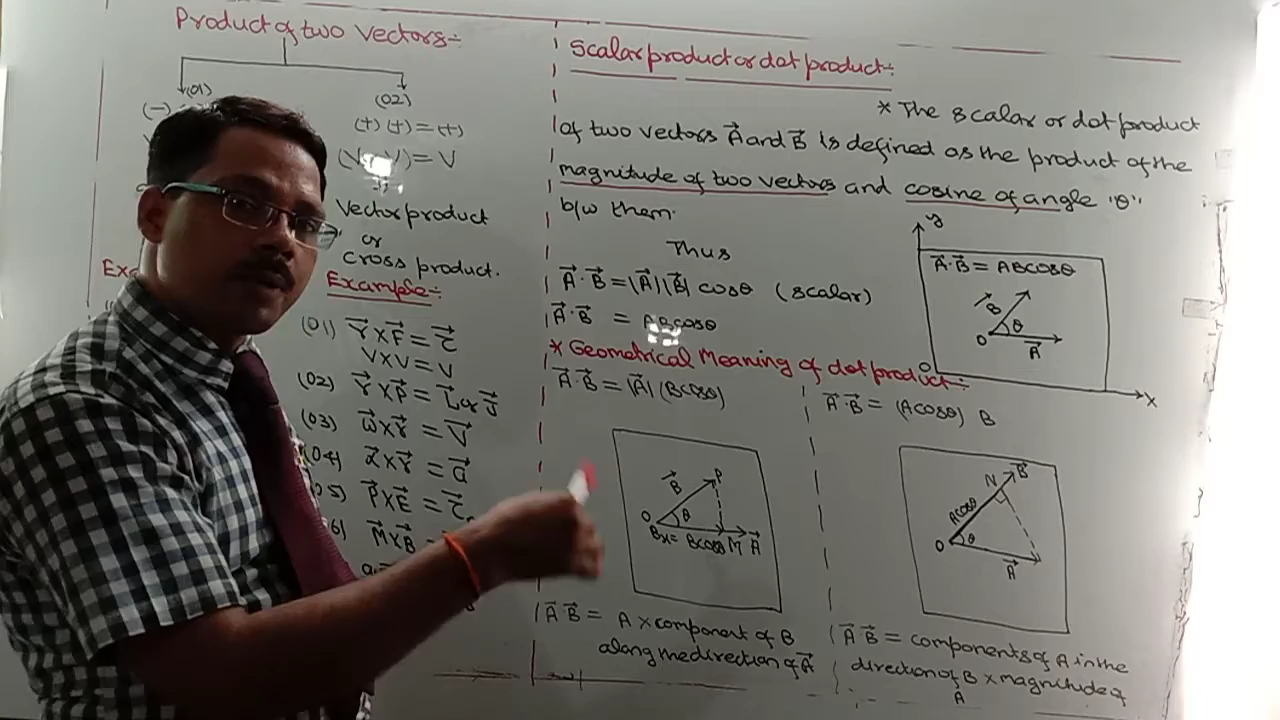 Product of two Vectors:-
(01)
(02)
(-)
(+) (+) = (+)
= V
Vector product
or
cross product.
Example:-
(01) r⃗ x F⃗ = τ⃗
V x V = V
(02) r⃗ x P⃗ = L⃗ or J⃗
(03) ω⃗ x r⃗ = V⃗
(04) α⃗ x r⃗ = a⃗
05) P⃗ x E⃗ = τ⃗
6) M⃗ x B
Scalar product or dot product:-
* The scalar or dot product
of two vectors A⃗ and B⃗ is defined as the product of the
magnitude of two vectors and cosine of angle "θ"
b/w them.
Thus
A⃗ · B⃗ = |A⃗| |B⃗| cosθ (scalar)
A⃗ · B⃗ = ABcosθ
y
A⃗ · B⃗ = ABcosθ
B⃗
θ
O
A⃗
O
x
* Geometrical Meaning of dot product:-
A⃗ · B⃗ = |A⃗| (Bcosθ)
B⃗
P
O
θ
Bx = Bcosθ M A⃗
A⃗ B⃗ = A x component of B
along the direction of A⃗
A⃗ · B⃗ = (Acosθ) B
N
B⃗
Acosθ
O
θ
A⃗
A⃗ B⃗ = components of A in the
direction of B x magnitude of
A